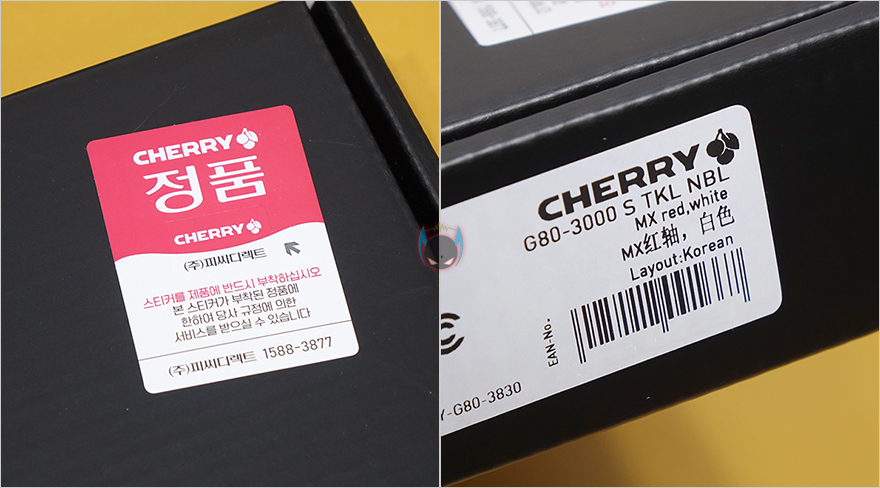 CHERRY
정품
CHERRY
(주)피씨디렉트
스티커를 제품에 반드시 부착하십시오
본 스티커가 부착된 정품에
한하여 당사 규정에 의한
서비스를 받으실 수 있습니다
(주)피씨디렉트 1588-3877
CHERRY
G80-3000 S TKL NBL
MX red,white
MX红轴，白色
Layout:Korean
EAN-No.
Y-G80-3830